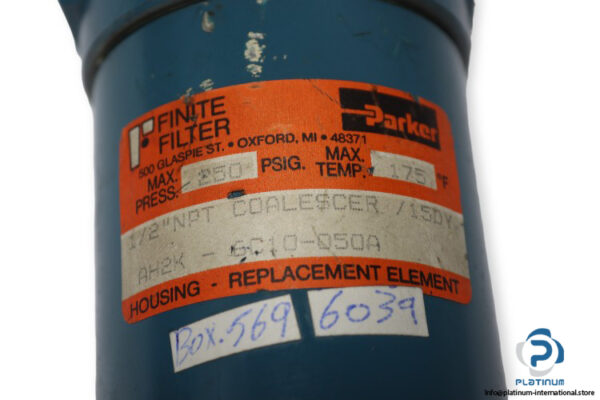 FINITE
FILTER
Parker
500 GLASPIE ST. • OXFORD, MI • 48371
MAX. PRESS. 250 PSIG. MAX. TEMP. 175 °F
1/2"NPT COALESCER /15DY
AH2K - 6C10-050A
HOUSING - REPLACEMENT ELEMENT
Box.569
6039
PLATINUM
info@platinum-international.store